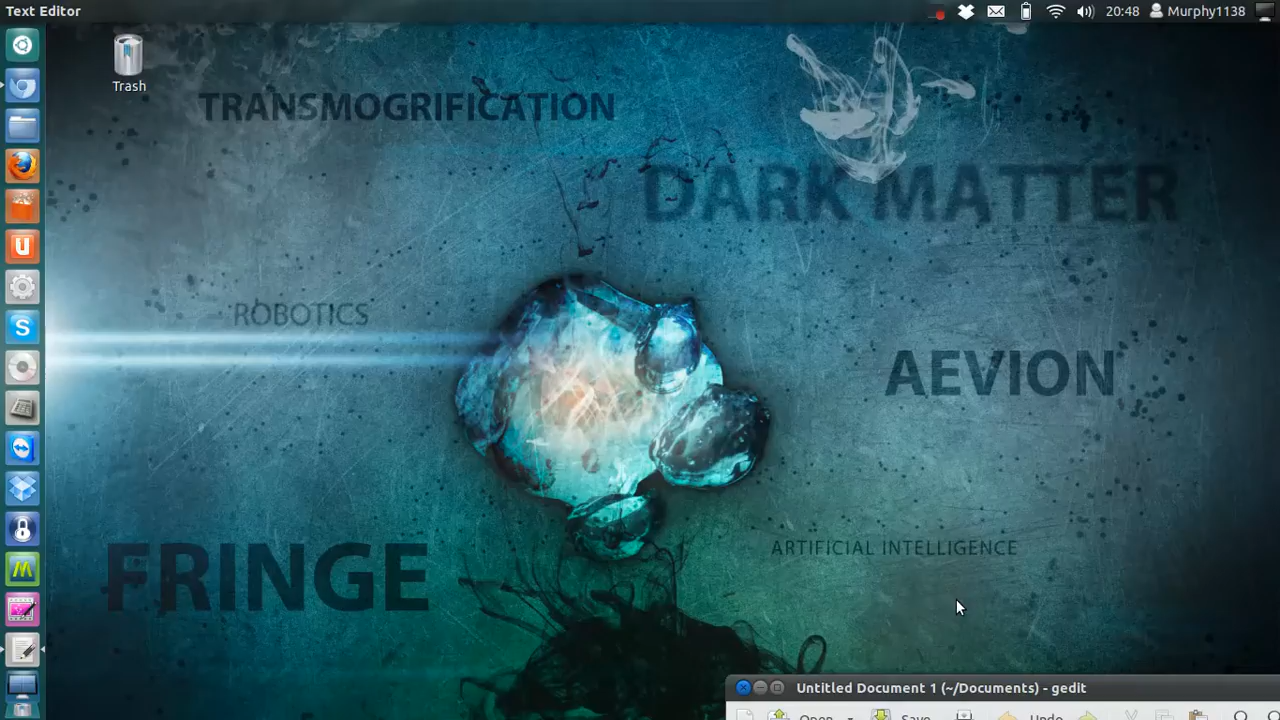 Text Editor
20:48 Murphy1138
Trash
TRANSMOGRIFICATION
DARK MATTER
ROBOTICS
AEVION
FRINGE
ARTIFICIAL INTELLIGENCE
Untitled Document 1 (~/Documents) - gedit
Open Save Undo